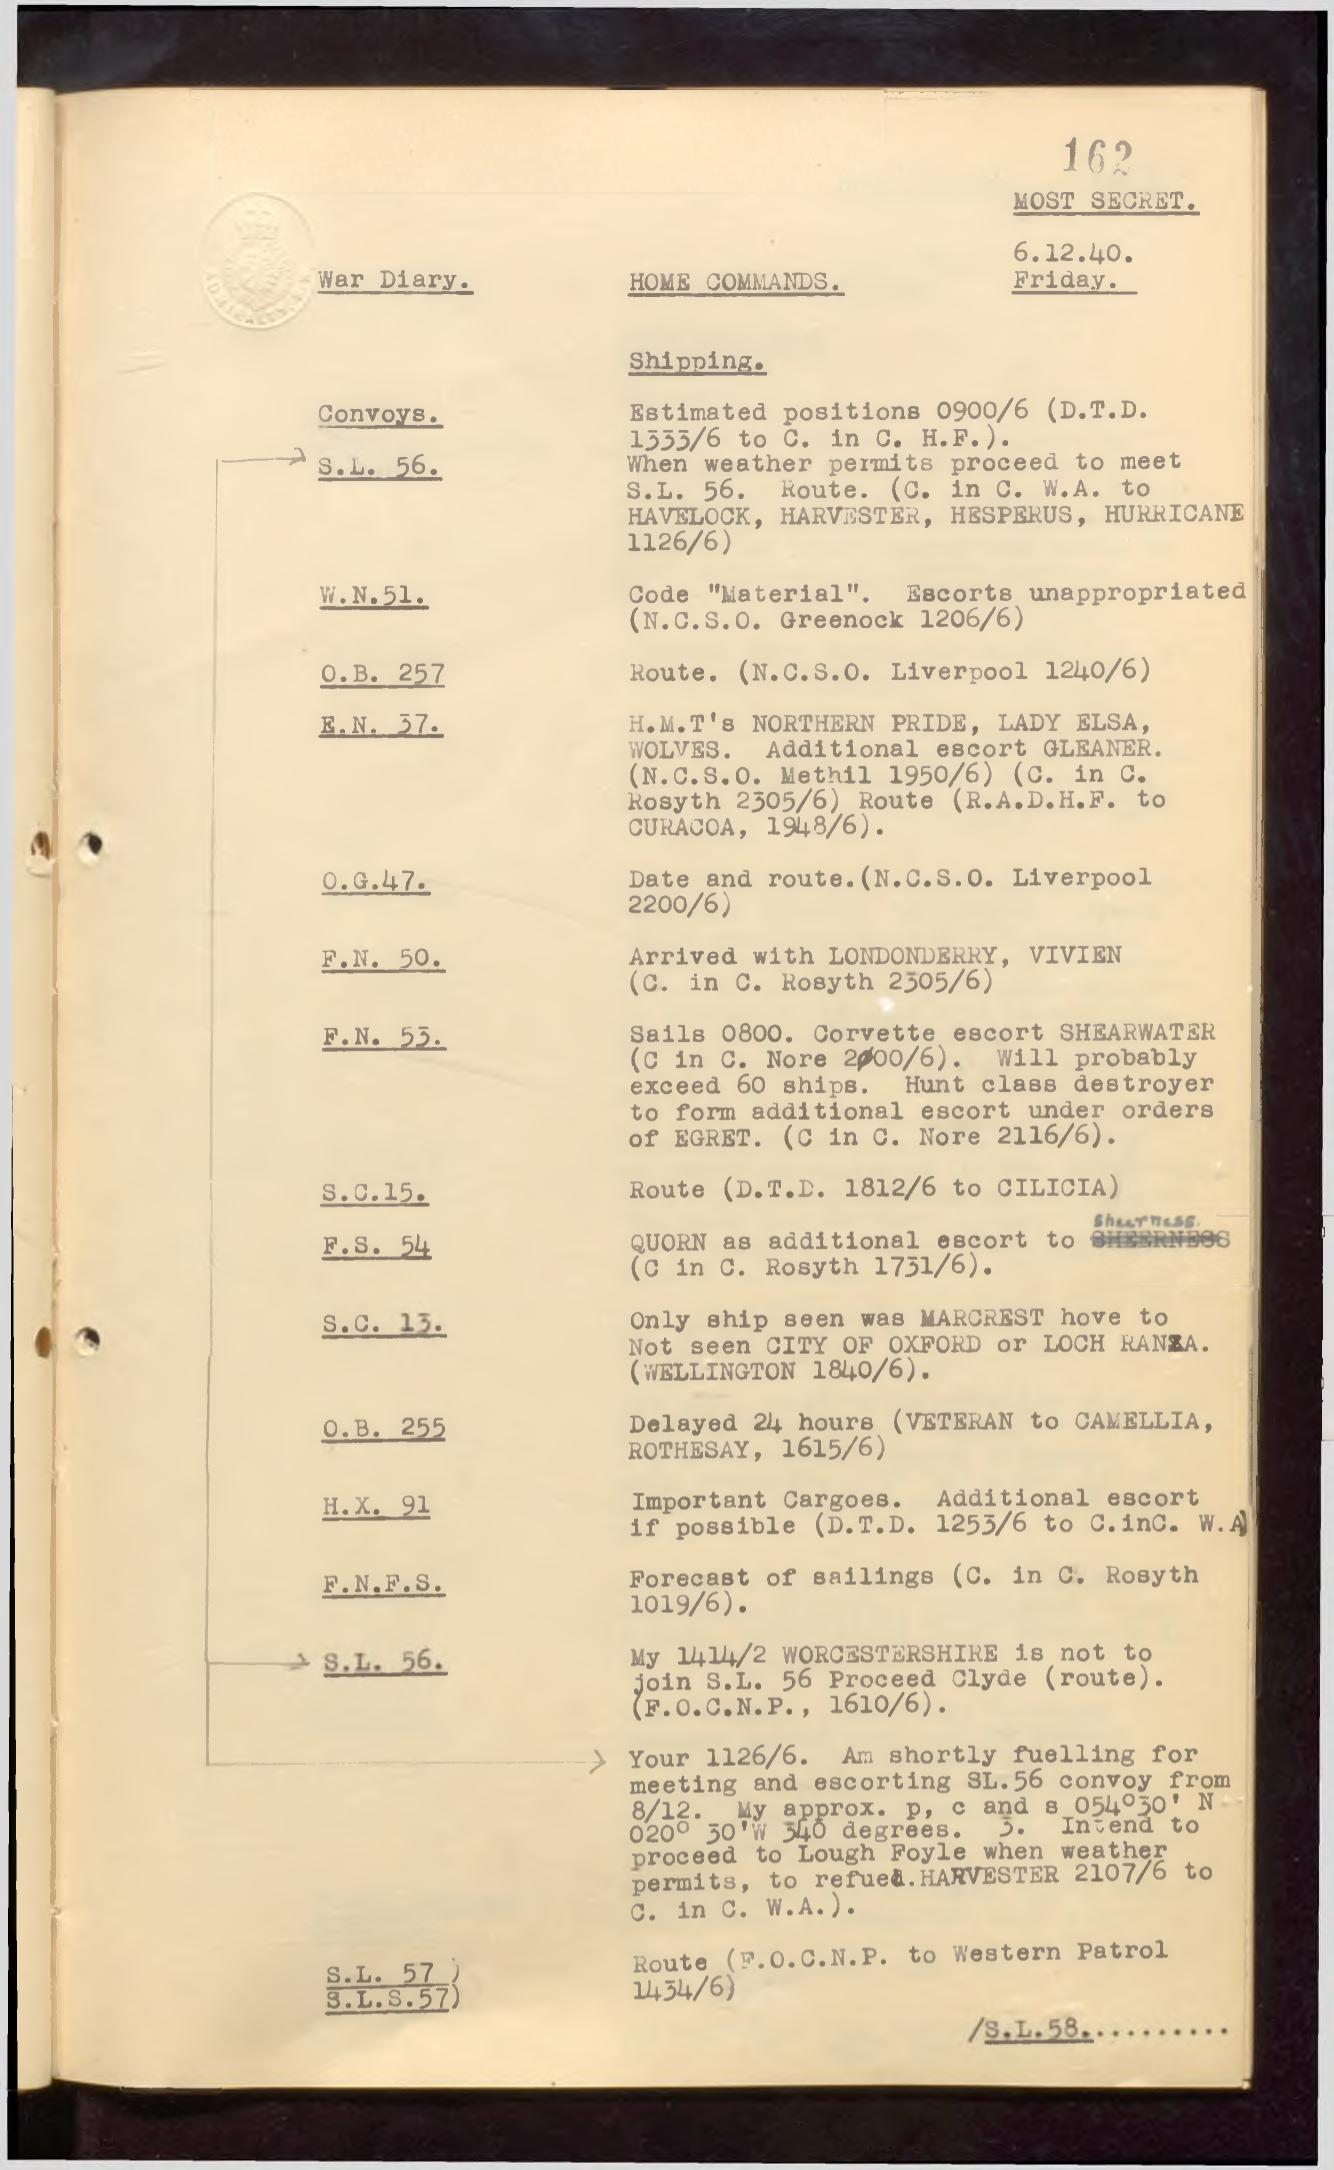 162
MOST SECRET.
6.12.40.
War Diary. HOME COMMANDS. Friday.
Shipping.
Convoys. Estimated positions 0900/6 (D.T.D.
1333/6 to C. in C. H.F.).
S.L. 56. When weather permits proceed to meet
S.L. 56. Route. (C. in C. W.A. to
HAVELOCK, HARVESTER, HESPERUS, HURRICANE
1126/6)
W.N.51. Code "Material". Escorts unappropriated
(N.C.S.O. Greenock 1206/6)
O.B. 257 Route. (N.C.S.O. Liverpool 1240/6)
E.N. 37. H.M.T's NORTHERN PRIDE, LADY ELSA,
WOLVES. Additional escort GLEANER.
(N.C.S.O. Methil 1950/6) (C. in C.
Rosyth 2305/6) Route (R.A.D.H.F. to
CURACOA, 1948/6).
O.G.47. Date and route.(N.C.S.O. Liverpool
2200/6)
F.N. 50. Arrived with LONDONDERRY, VIVIEN
(C. in C. Rosyth 2305/6)
F.N. 53. Sails 0800. Corvette escort SHEARWATER
(C in C. Nore 2000/6). Will probably
exceed 60 ships. Hunt class destroyer
to form additional escort under orders
of EGRET. (C in C. Nore 2116/6).
S.C.15. Route (D.T.D. 1812/6 to CILICIA)
Sheerness.
F.S. 54 QUORN as additional escort to SHEERNESS
(C in C. Rosyth 1731/6).
S.C. 13. Only ship seen was MARCREST hove to
Not seen CITY OF OXFORD or LOCH RANZA.
(WELLINGTON 1840/6).
O.B. 255 Delayed 24 hours (VETERAN to CAMELLIA,
ROTHESAY, 1615/6)
H.X. 91 Important Cargoes. Additional escort
if possible (D.T.D. 1253/6 to C.inC. W.A)
F.N.F.S. Forecast of sailings (C. in C. Rosyth
1019/6).
S.L. 56. My 1414/2 WORCESTERSHIRE is not to
join S.L. 56 Proceed Clyde (route).
(F.O.C.N.P., 1610/6).
Your 1126/6. Am shortly fuelling for
meeting and escorting SL.56 convoy from
8/12. My approx. p, c and s 054°30' N
020° 30'W 340 degrees. 3. Intend to
proceed to Lough Foyle when weather
permits, to refuel.HARVESTER 2107/6 to
C. in C. W.A.).
S.L. 57 ) Route (F.O.C.N.P. to Western Patrol
S.L.S.57) 1434/6)
/S.L.58..........